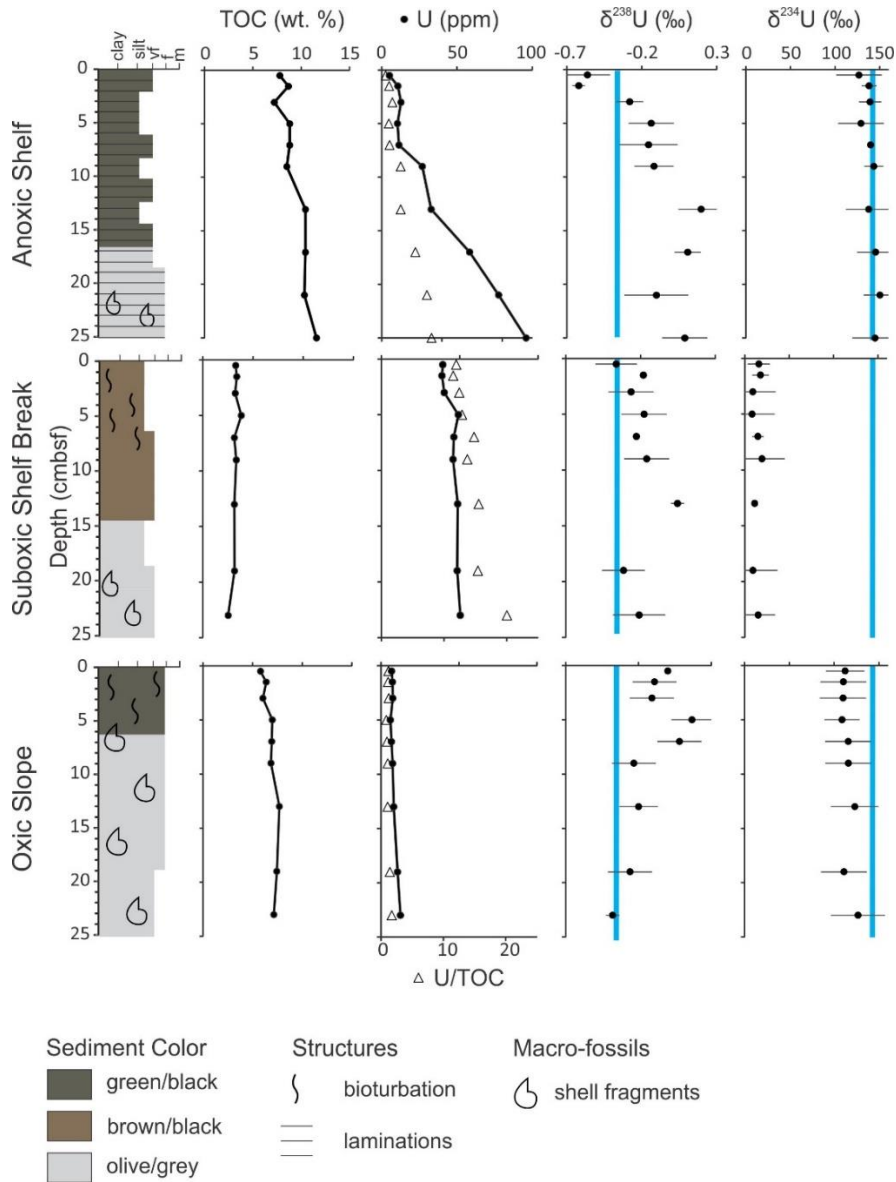 TOC (wt. %)
● U (ppm)
δ²³⁸U (‰)
δ²³⁴U (‰)
clay
silt
vf
f
m
0 5 10 15
0 50 100
-0.7 -0.2 0.3
0 50 100 150
Anoxic Shelf
0
5
10
15
20
25
Suboxic Shelf Break
Depth (cmbsf)
0
5
10
15
20
25
Oxic Slope
0
5
10
15
20
25
0 10 20
△ U/TOC
Sediment Color
Structures
Macro-fossils
green/black
bioturbation
shell fragments
brown/black
laminations
olive/grey